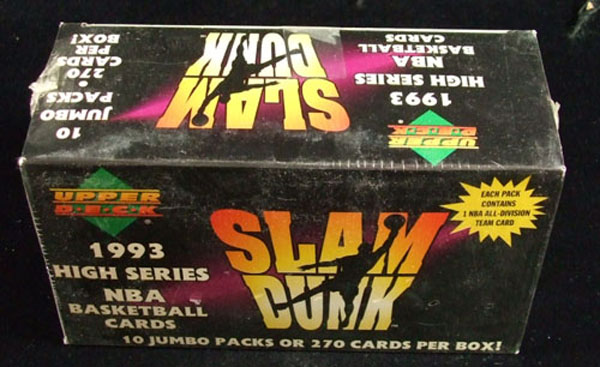 10
JUMBO
PACKS
•
270
CARDS
PER
BOX!
SLAM
DUNK
1993
HIGH SERIES
NBA
BASKETBALL
CARDS
UPPER
D•E•C•K
UPPER
D•E•C•K
1993
HIGH SERIES
NBA
BASKETBALL
CARDS
SLAM
DUNK
EACH PACK
CONTAINS
1 NBA ALL-DIVISION
TEAM CARD
10 JUMBO PACKS OR 270 CARDS PER BOX!